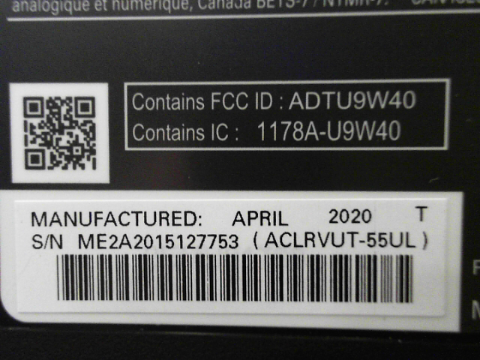 analogique et numérique, Canada BETS-7 / NTMR-7.
Contains FCC ID : ADTU9W40
Contains IC : 1178A-U9W40
MANUFACTURED: APRIL 2020 T
S/N ME2A2015127753 ( ACLRVUT-55UL )